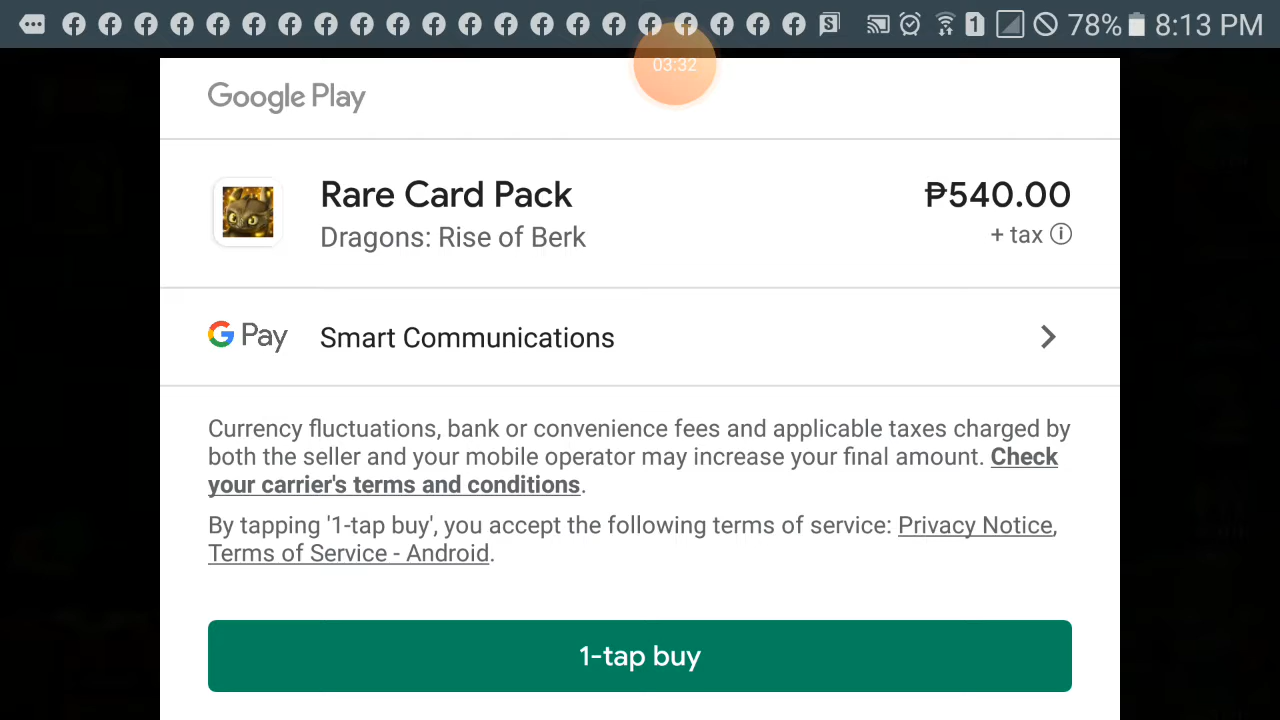 1 78% 8:13 PM
03:32
Google Play
Rare Card Pack
₱540.00
Dragons: Rise of Berk
+ tax
G Pay Smart Communications
Currency fluctuations, bank or convenience fees and applicable taxes charged by
both the seller and your mobile operator may increase your final amount. Check
your carrier's terms and conditions.
By tapping '1-tap buy', you accept the following terms of service: Privacy Notice,
Terms of Service - Android.
1-tap buy